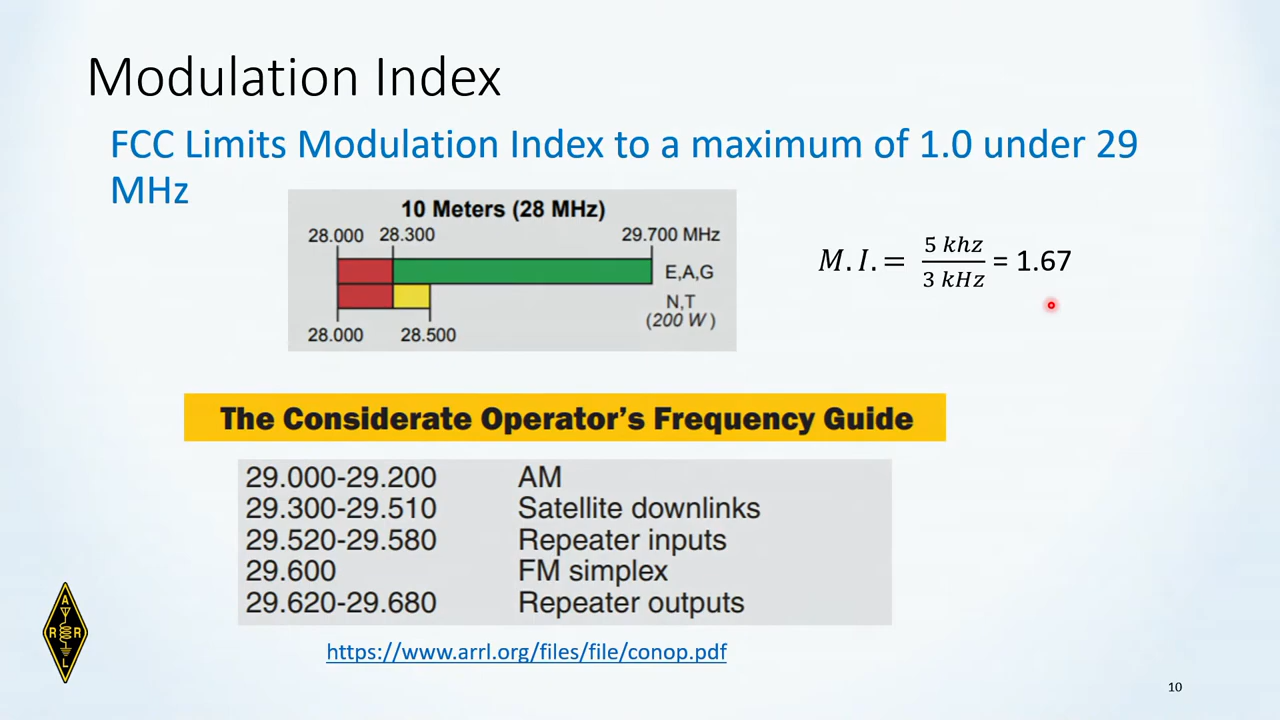 Modulation Index
FCC Limits Modulation Index to a maximum of 1.0 under 29
MHz
10 Meters (28 MHz)
28.000 28.300 29.700 MHz
E,A,G
N,T
(200 W)
28.000 28.500
M.I.= 5 khz/3 kHz = 1.67
The Considerate Operator's Frequency Guide
29.000-29.200 AM
29.300-29.510 Satellite downlinks
29.520-29.580 Repeater inputs
29.600 FM simplex
29.620-29.680 Repeater outputs
https://www.arrl.org/files/file/conop.pdf
A
R R
L
10